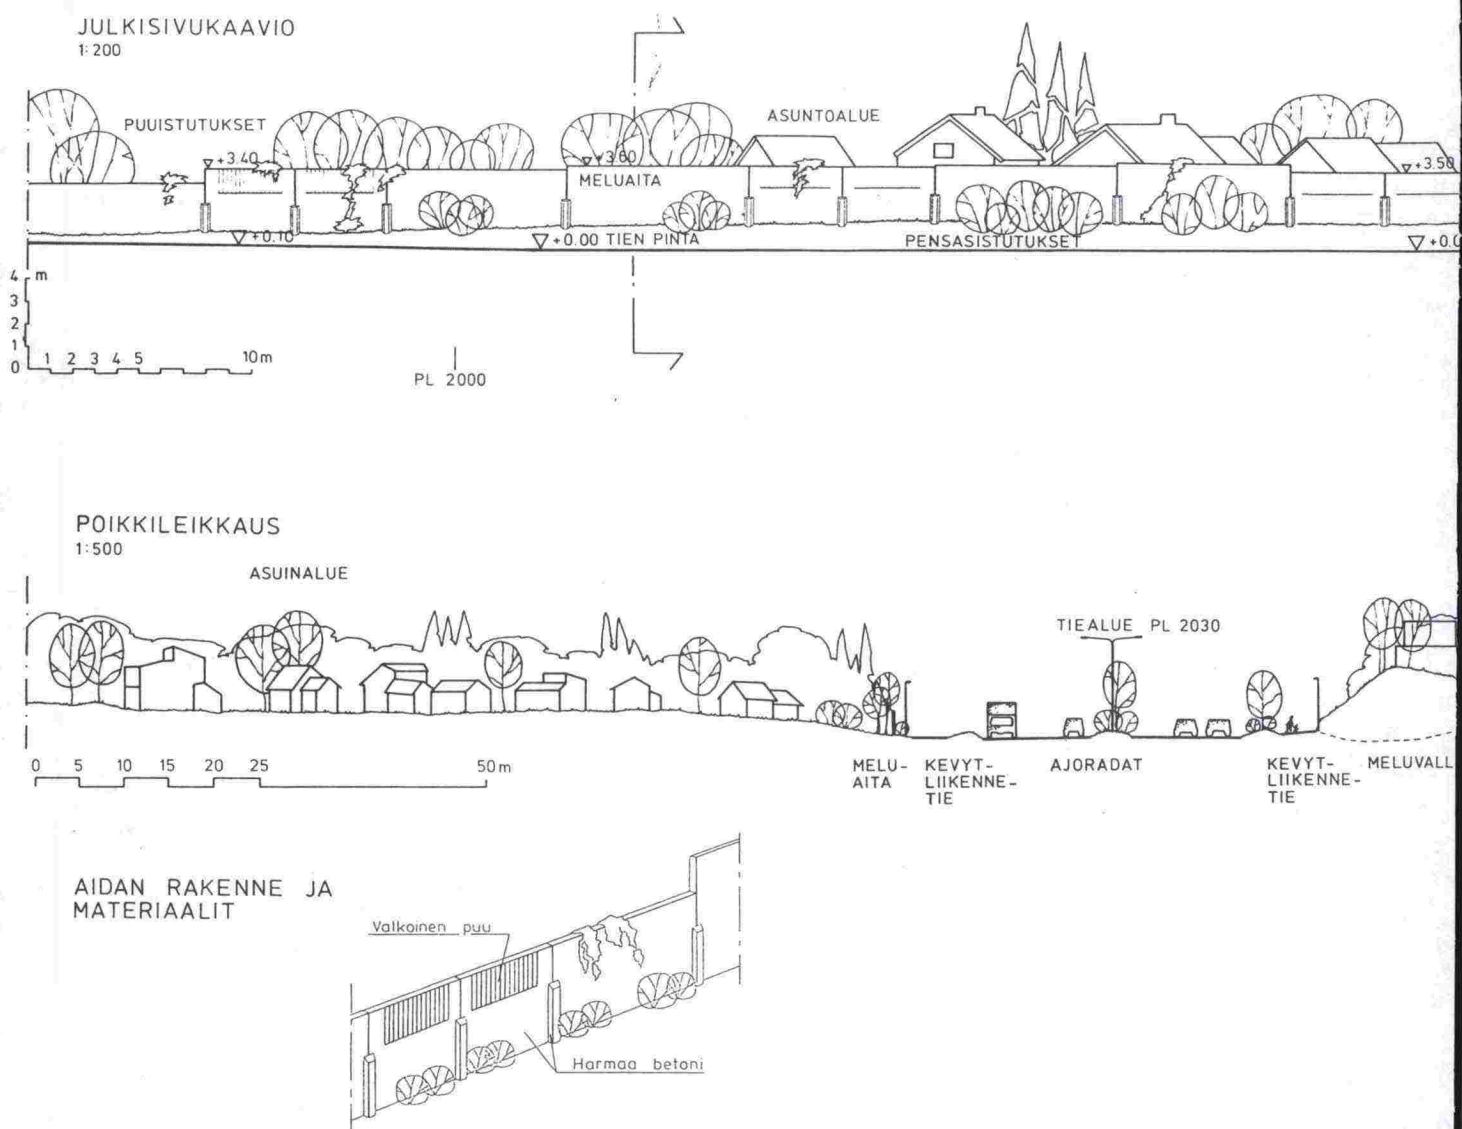 JULKISIVUKAAVIO
1:200
PUUISTUTUKSET
ASUNTOALUE
+3.40
+3.60
MELUAITA
+3.50
+0.10
+0.00 TIEN PINTA
PENSASISTUTUKSET
+0.0
4 m
3
2
1
0
1 2 3 4 5 10m
PL 2000
POIKKILEIKKAUS
1:500
ASUINALUE
TIEALUE PL 2030
0 5 10 15 20 25 50m
MELU-
AITA
KEVYT-
LIIKENNE-
TIE
AJORADAT
KEVYT-
LIIKENNE-
TIE
MELUVALL
AIDAN RAKENNE JA
MATERIAALIT
Valkoinen puu
Harmaa betoni